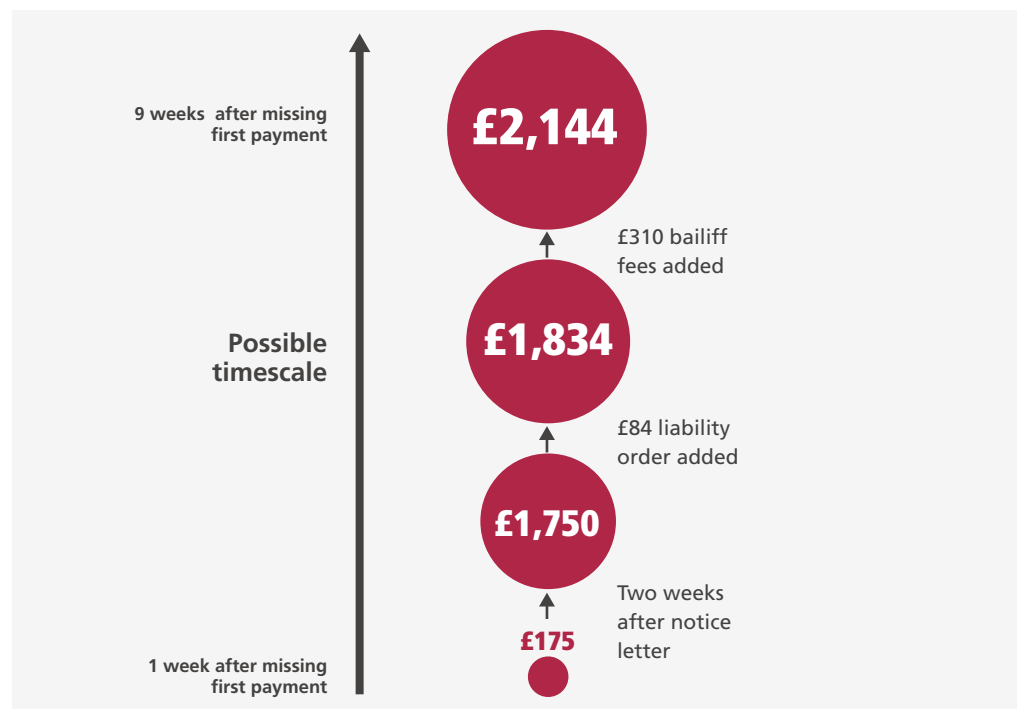 9 weeks  after missing
first payment
£2,144
£310 bailiff
fees added
£1,834
Possible
timescale
£84 liability
order added
£1,750
Two weeks
after notice
letter
£175
1 week after missing
first payment